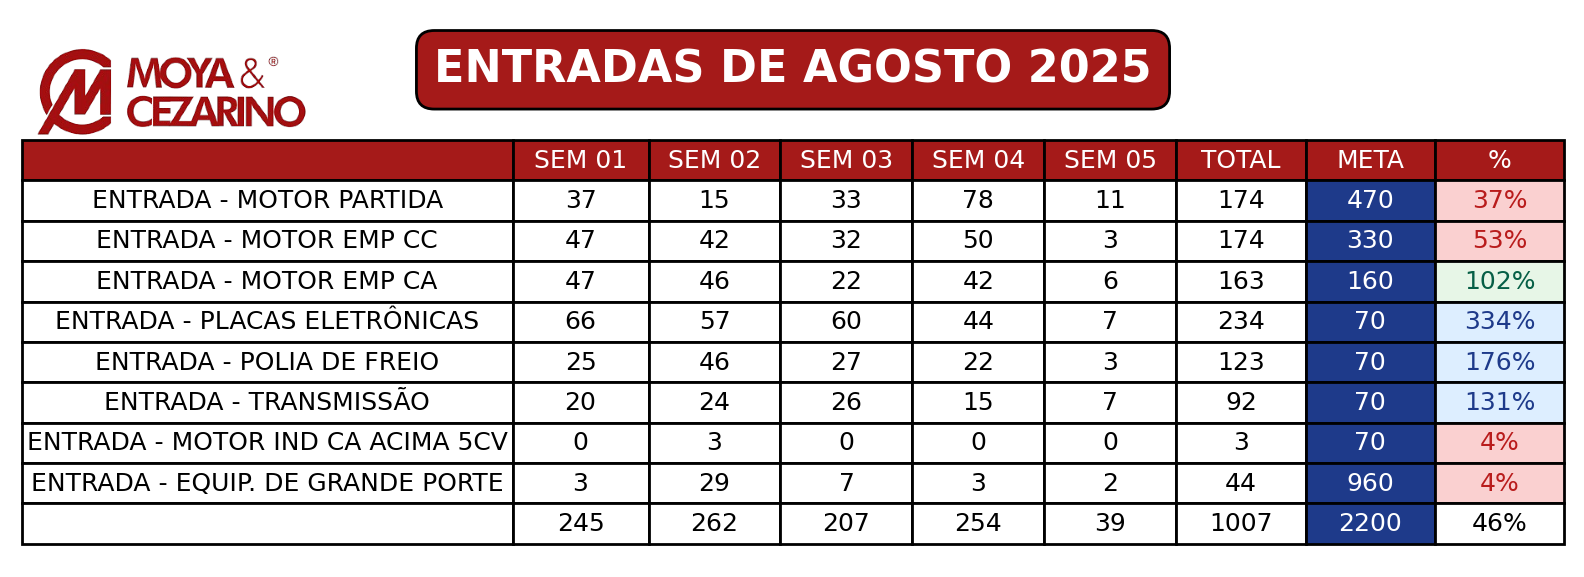 MOYA & ®
CEZARINO
ENTRADAS DE AGOSTO 2025
SEM 01 SEM 02 SEM 03 SEM 04 SEM 05 TOTAL META %
ENTRADA - MOTOR PARTIDA 37 15 33 78 11 174 470 37%
ENTRADA - MOTOR EMP CC 47 42 32 50 3 174 330 53%
ENTRADA - MOTOR EMP CA 47 46 22 42 6 163 160 102%
ENTRADA - PLACAS ELETRÔNICAS 66 57 60 44 7 234 70 334%
ENTRADA - POLIA DE FREIO 25 46 27 22 3 123 70 176%
ENTRADA - TRANSMISSÃO 20 24 26 15 7 92 70 131%
ENTRADA - MOTOR IND CA ACIMA 5CV 0 3 0 0 0 3 70 4%
ENTRADA - EQUIP. DE GRANDE PORTE 3 29 7 3 2 44 960 4%
245 262 207 254 39 1007 2200 46%